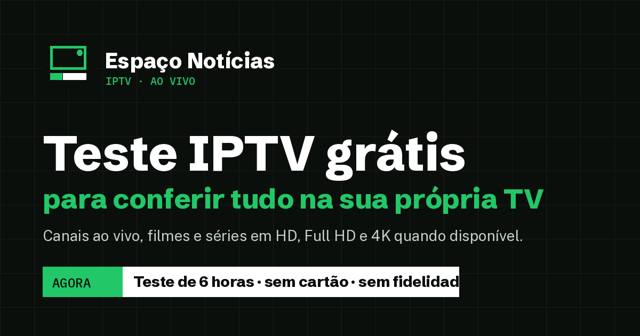 Espaço Notícias
IPTV · AO VIVO
Teste IPTV grátis
para conferir tudo na sua própria TV
Canais ao vivo, filmes e séries em HD, Full HD e 4K quando disponível.
AGORA Teste de 6 horas · sem cartão · sem fidelidad